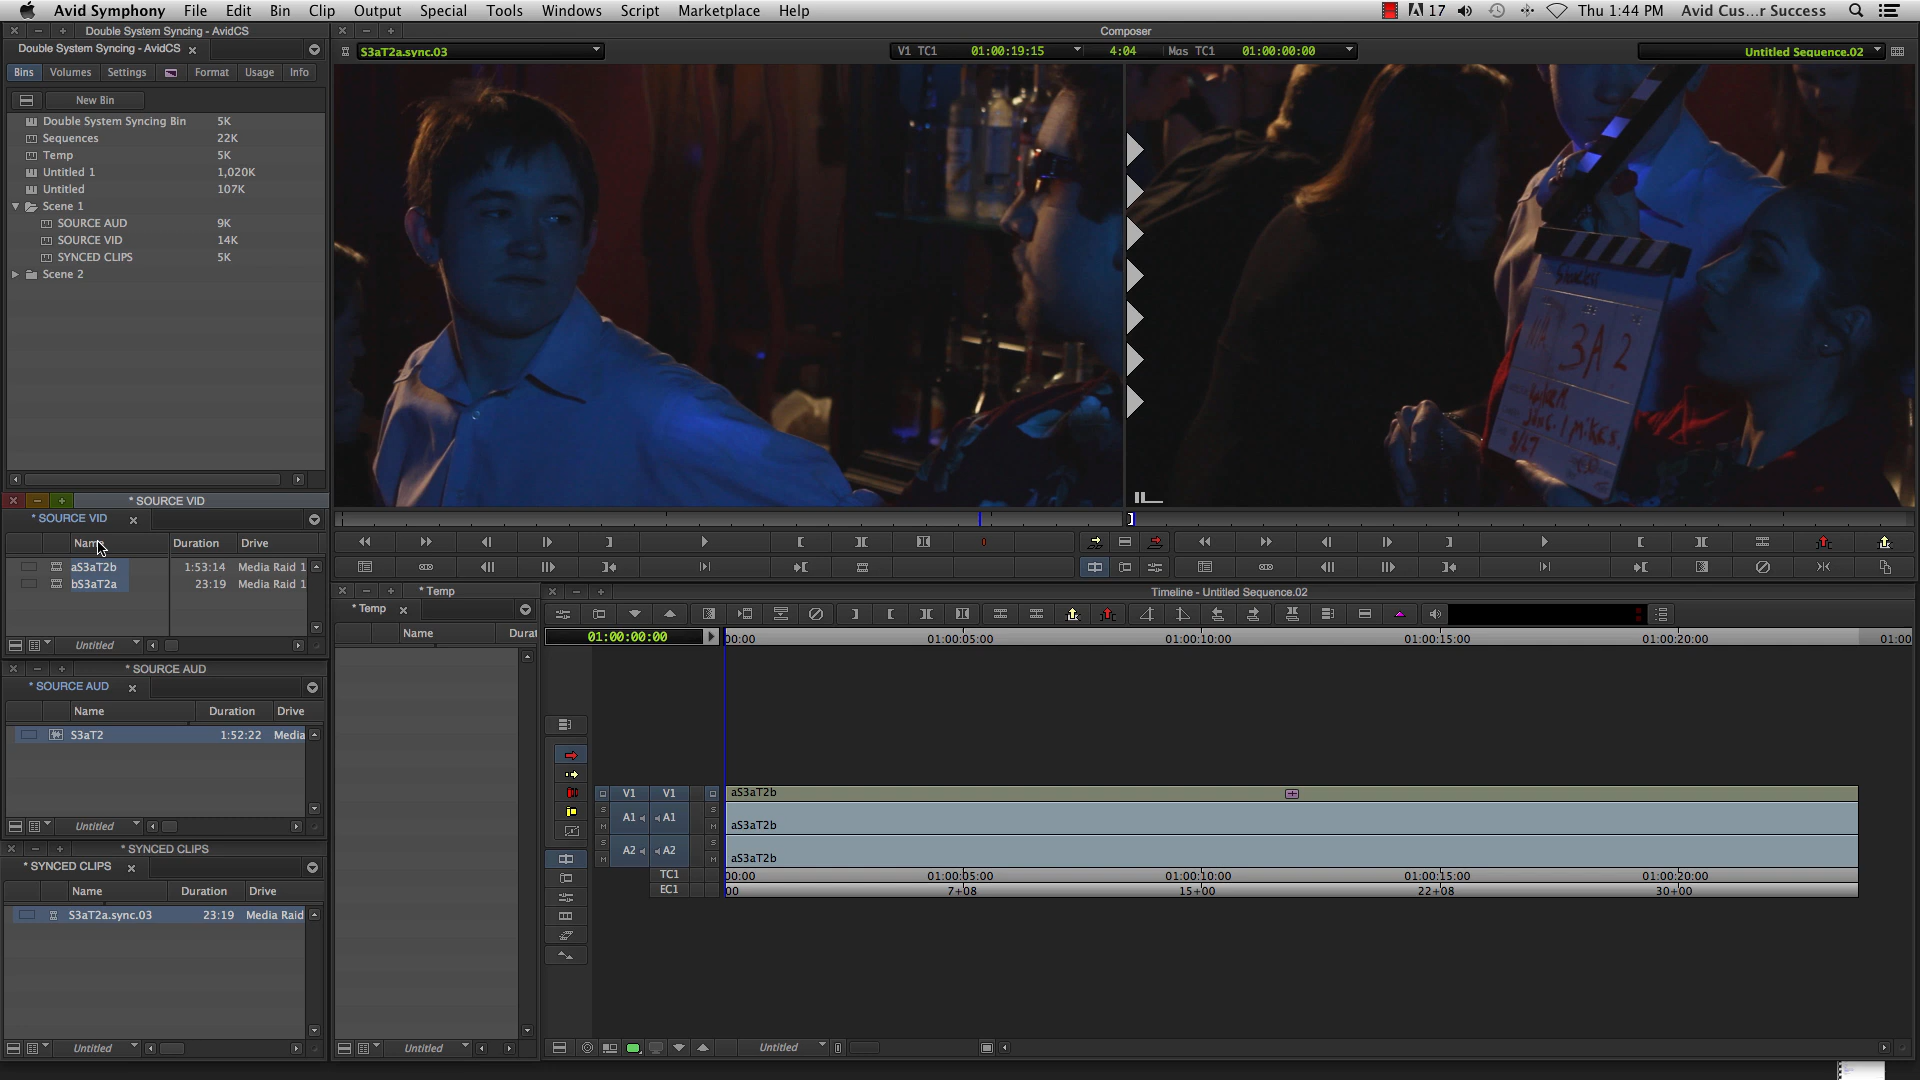 Avid Symphony File Edit Bin Clip Output Special Tools Windows Script Marketplace Help 17 Thu 1:44 PM Avid Cus...r Success
Double System Syncing - AvidCS
Composer
Double System Syncing - AvidCS
S3aT2a.sync.03
V1 TC1 01:00:19:15 4:04 Mas TC1 01:00:00:00
Untitled Sequence.02
Bins Volumes Settings Format Usage Info
New Bin
Double System Syncing Bin 5K
Sequences 22K
Temp 5K
Untitled 1 1,020K
Untitled 107K
Scene 1
SOURCE AUD 9K
SOURCE VID 14K
SYNCED CLIPS 5K
Scene 2
3A 2
8/27
* SOURCE VID
* SOURCE VID
Name Duration Drive
aS3aT2b 1:53:14 Media Raid 1
bS3aT2a 23:19 Media Raid 1
Untitled
* SOURCE AUD
* SOURCE AUD
Name Duration Drive
S3aT2 1:52:22 Media
Untitled
* SYNCED CLIPS
* SYNCED CLIPS
Name Duration Drive
S3aT2a.sync.03 23:19 Media Raid
Untitled
* Temp
* Temp
Name Durat
Untitled
Timeline - Untitled Sequence.02
01:00:00:00
00:00 01:00:05:00 01:00:10:00 01:00:15:00 01:00:20:00 01:00
V1 V1 aS3aT2b
A1 A1 aS3aT2b
A2 A2 aS3aT2b
TC1 00:00 01:00:05:00 01:00:10:00 01:00:15:00 01:00:20:00
EC1 00 7+08 15+00 22+08 30+00
Untitled